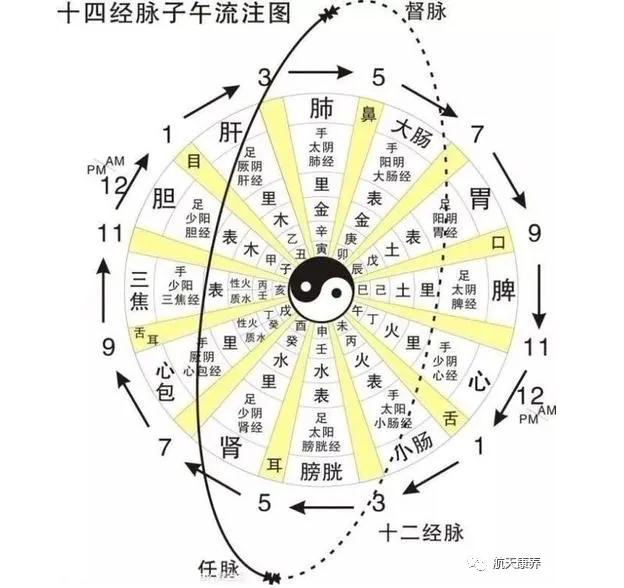 十四经脉子午流注图
督脉
3
5
7
9
11
12
AM
PM
1
3
5
7
9
11
12
AM
PM
1
肺
手
太阴
肺经
里
金
辛
寅
鼻
大肠
手
阳明
大肠经
表
金
庚
卯
胃
足
阳明
胃经
表
土
戊
辰
口
脾
足
太阴
脾经
里
土
己
巳
心
手
少阴
心经
里
火
丁
午
舌
小肠
手
太阳
小肠经
表
火
丙
未
膀胱
足
太阳
膀胱经
表
水
壬
申
耳
肾
足
少阴
肾经
里
水
癸
酉
心包
手
厥阴
心包经
里
性火
质水
丁
癸
戌
舌耳
三焦
手
少阳
三焦经
表
性火
质水
丙
壬
亥
胆
足
少阳
胆经
表
木
甲
子
目
肝
足
厥阴
肝经
里
木
乙
丑
任脉
十二经脉
航天康养